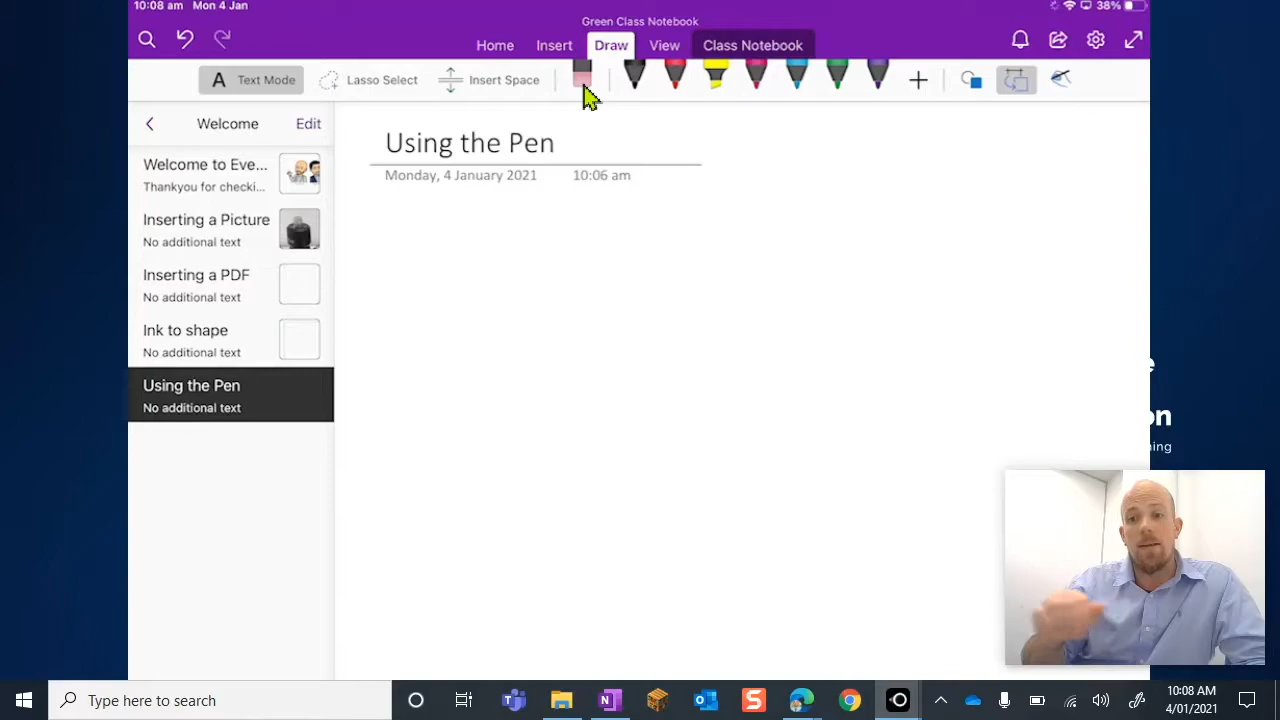 10:08 am Mon 4 Jan
38%
Green Class Notebook
Home Insert Draw View Class Notebook
A Text Mode Lasso Select Insert Space
Welcome Edit
Welcome to Eve...
Thankyou for checki...
Inserting a Picture
No additional text
Inserting a PDF
No additional text
Ink to shape
No additional text
Using the Pen
No additional text
Using the Pen
Monday, 4 January 2021 10:06 am
e
on
ning
Type here to search
10:08 AM
4/01/2021